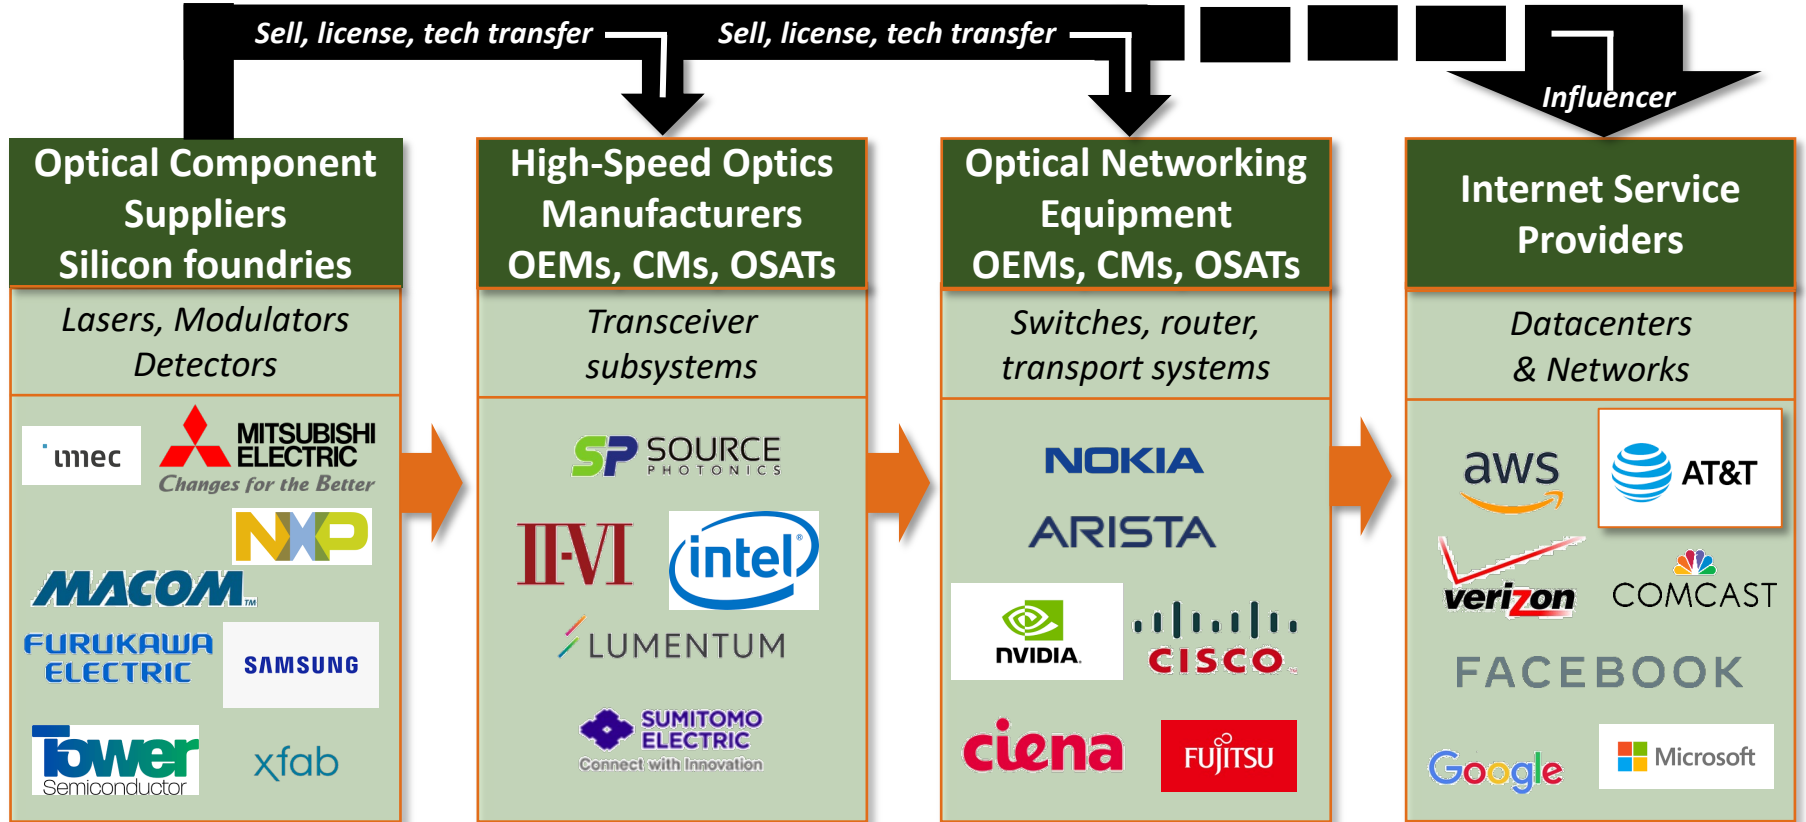 Sell, license, tech transfer
Sell, license, tech transfer
Influencer
Optical Component
Suppliers
Silicon foundries
Lasers, Modulators
Detectors
imec
MITSUBISHI
ELECTRIC
Changes for the Better
NXP
MACOM™
FURUKAWA
ELECTRIC
SAMSUNG
Tower
Semiconductor
xfab
High-Speed Optics
Manufacturers
OEMs, CMs, OSATs
Transceiver
subsystems
SP SOURCE
PHOTONICS
II-VI
intel®
LUMENTUM
SUMITOMO
ELECTRIC
Connect with Innovation
Optical Networking
Equipment
OEMs, CMs, OSATs
Switches, router,
transport systems
NOKIA
ARISTA
NVIDIA.
CISCO™
ciena
FUJITSU
Internet Service
Providers
Datacenters
& Networks
aws
AT&T
verizon
COMCAST
FACEBOOK
Google
Microsoft